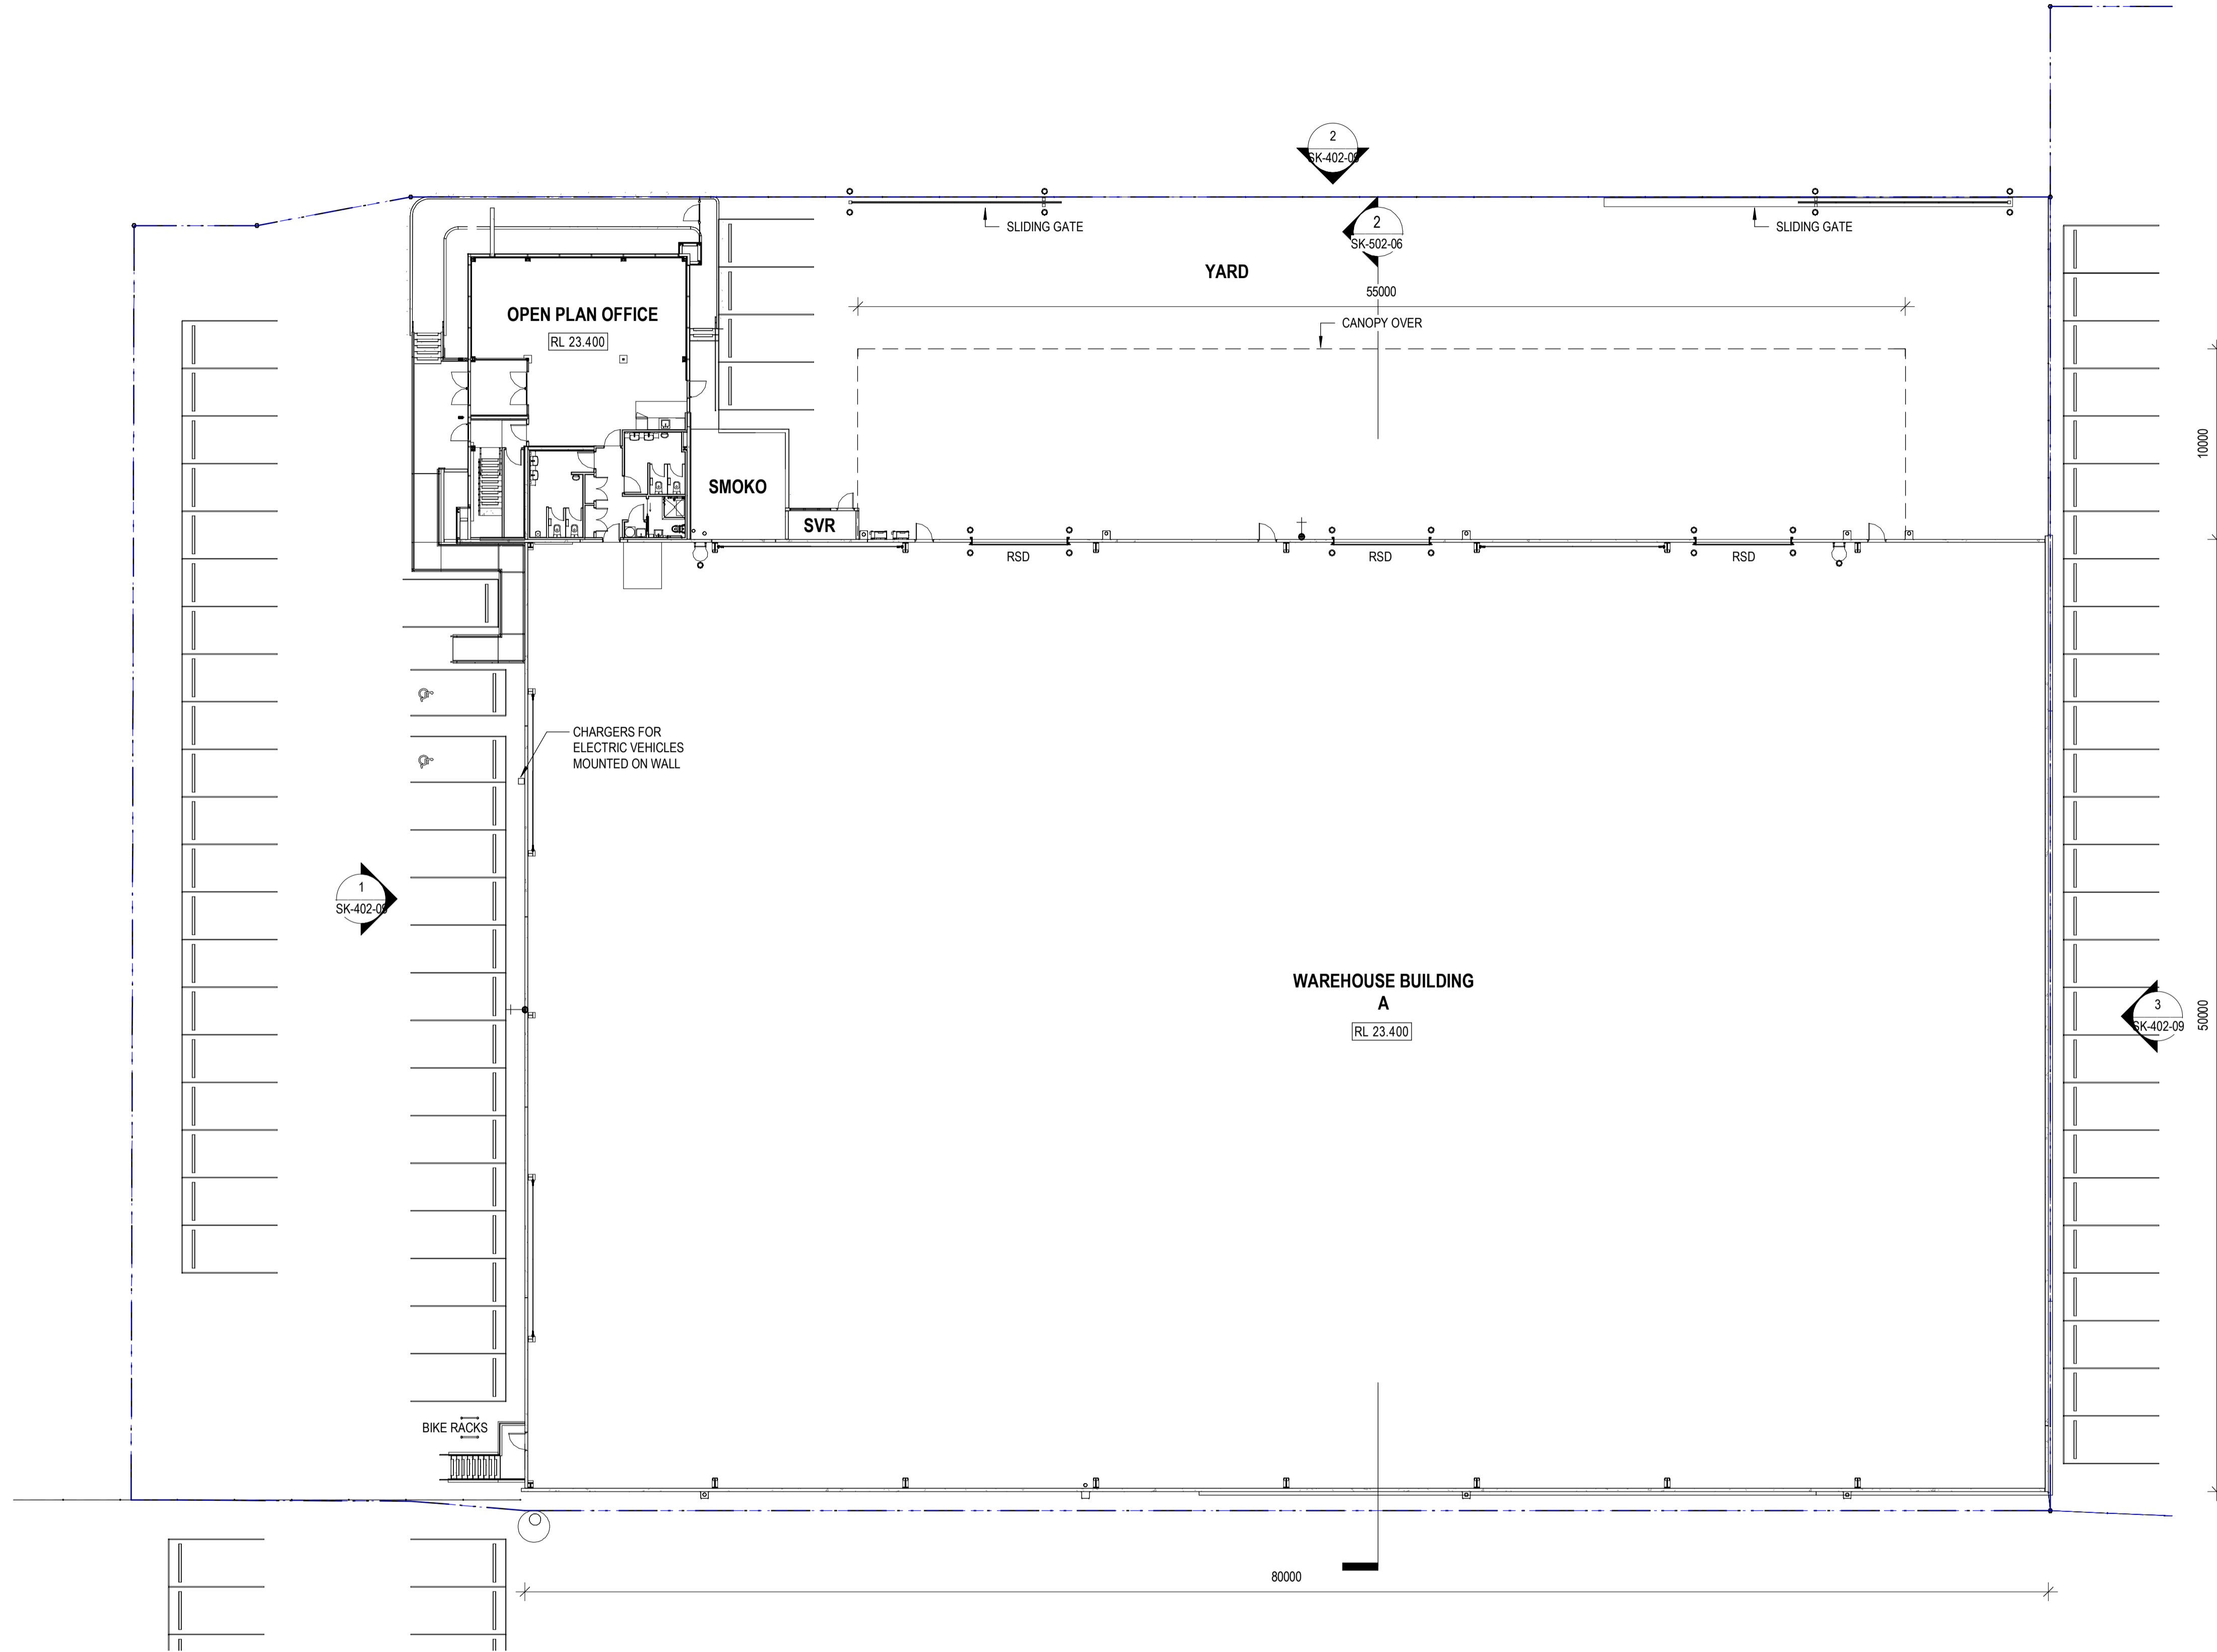 2
SK-402-09
SLIDING GATE
2
SK-502-06
SLIDING GATE
YARD
55000
OPEN PLAN OFFICE
RL 23.400
CANOPY OVER
10000
SMOKO
SVR
RSD
RSD
RSD
CHARGERS FOR
ELECTRIC VEHICLES
MOUNTED ON WALL
1
SK-402-09
WAREHOUSE BUILDING
A
RL 23.400
3
SK-402-09
50000
BIKE RACKS
80000